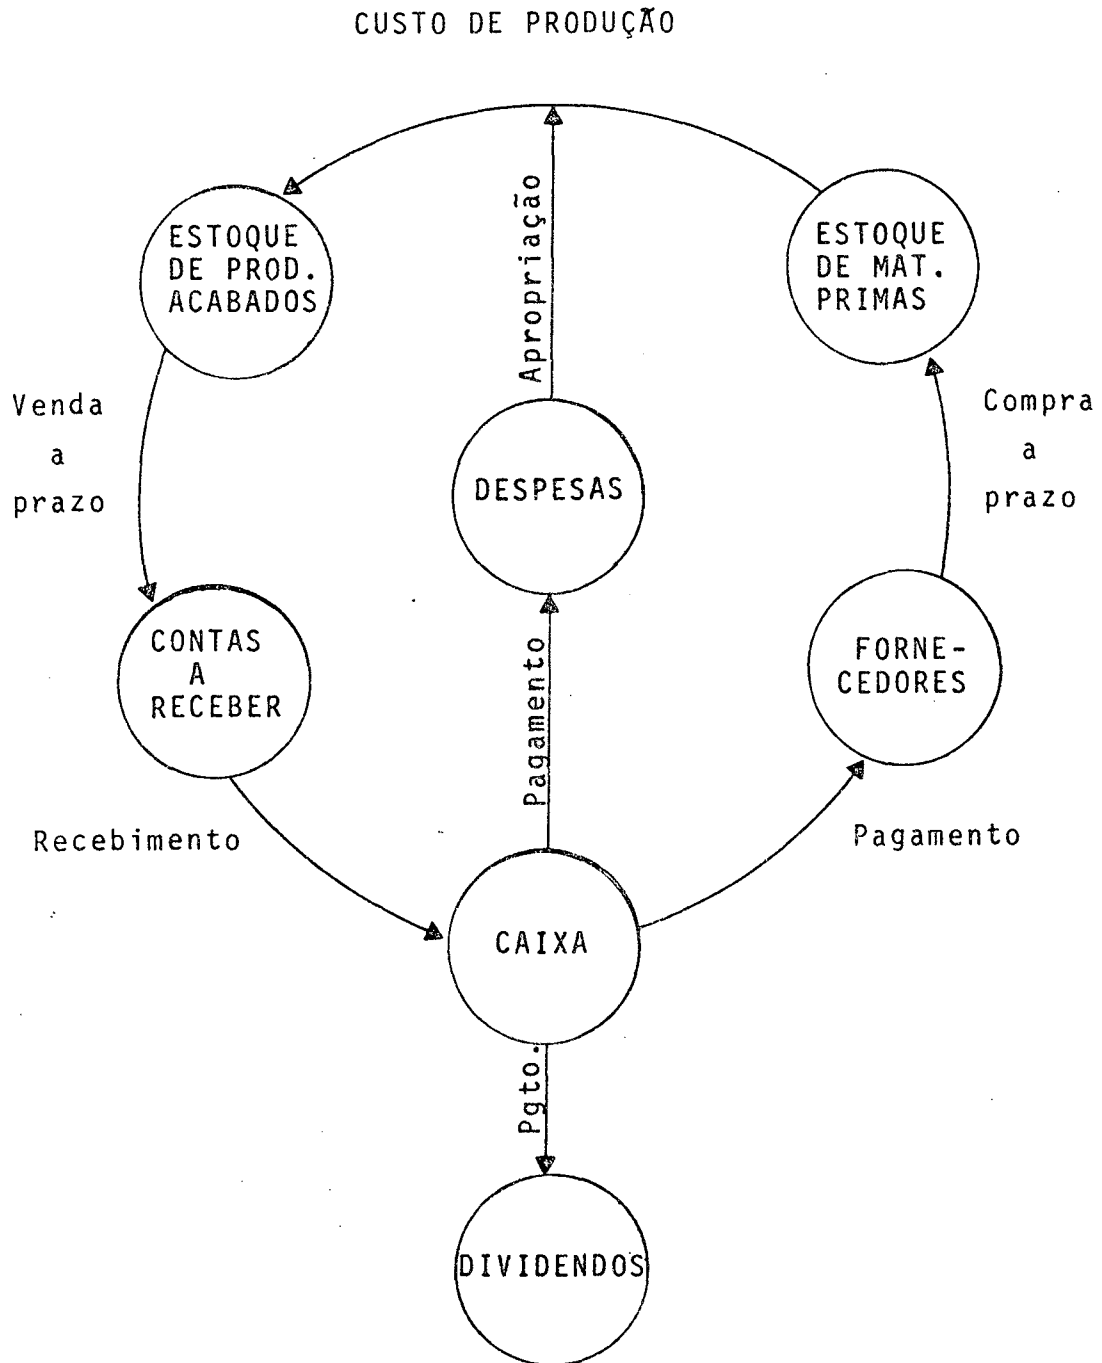 CUSTO DE PRODUÇÃO
ESTOQUE
DE PROD.
ACABADOS
Apropriação
ESTOQUE
DE MAT.
PRIMAS
Venda
a
prazo
DESPESAS
Compra
a
prazo
CONTAS
A
RECEBER
Pagamento
FORNE-
CEDORES
Recebimento
Pagamento
CAIXA
Pgto.
DIVIDENDOS